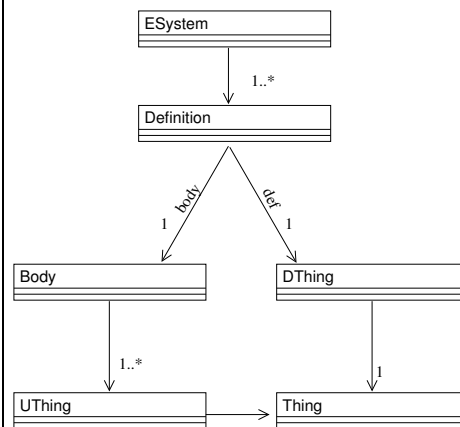 ESystem
1..*
Definition
body
def
1
1
Body
DThing
1..*
1
UThing
Thing